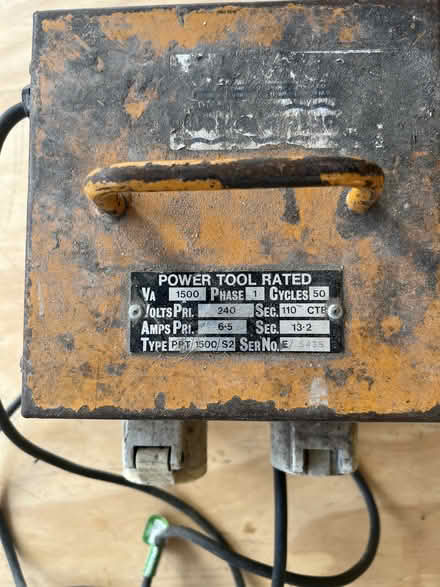 POWER TOOL RATED
VA 1500 PHASE 1 CYCLES 50
VOLTS PRI. 240 SEC. 110 CTE
AMPS PRI. 6·5 SEC. 13·2
TYPE PPT/1500/S2 SER NO. E